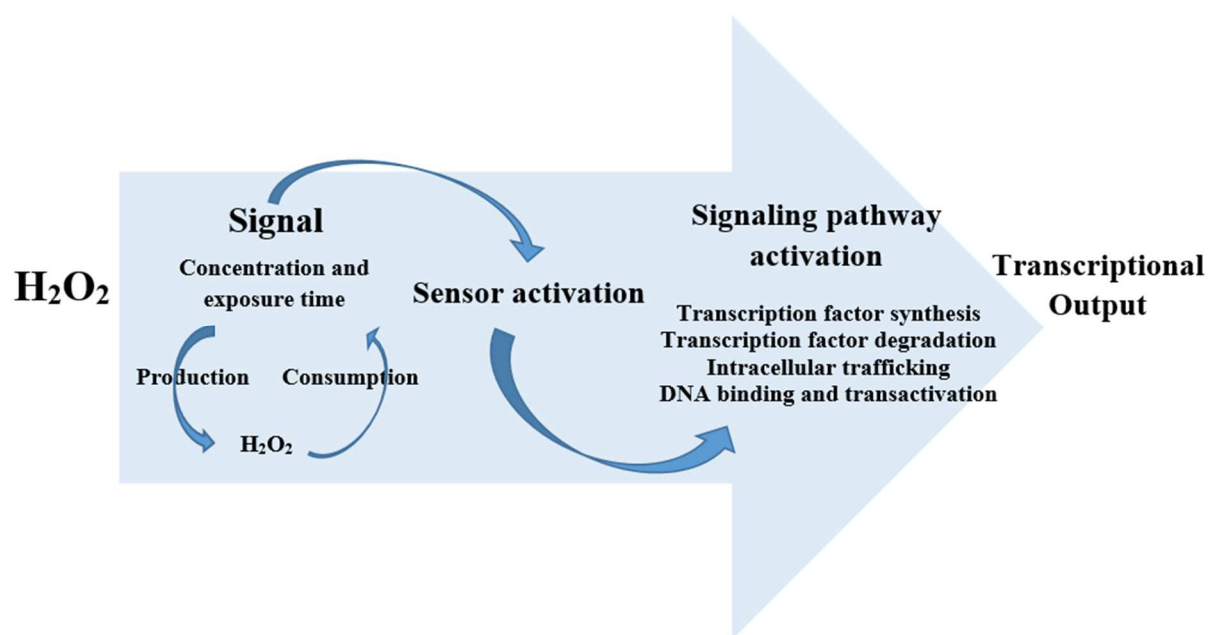 H₂O₂
Signal
Concentration and
exposure time
Production
Consumption
H₂O₂
Sensor activation
Signaling pathway
activation
Transcription factor synthesis
Transcription factor degradation
Intracellular trafficking
DNA binding and transactivation
Transcriptional
Output